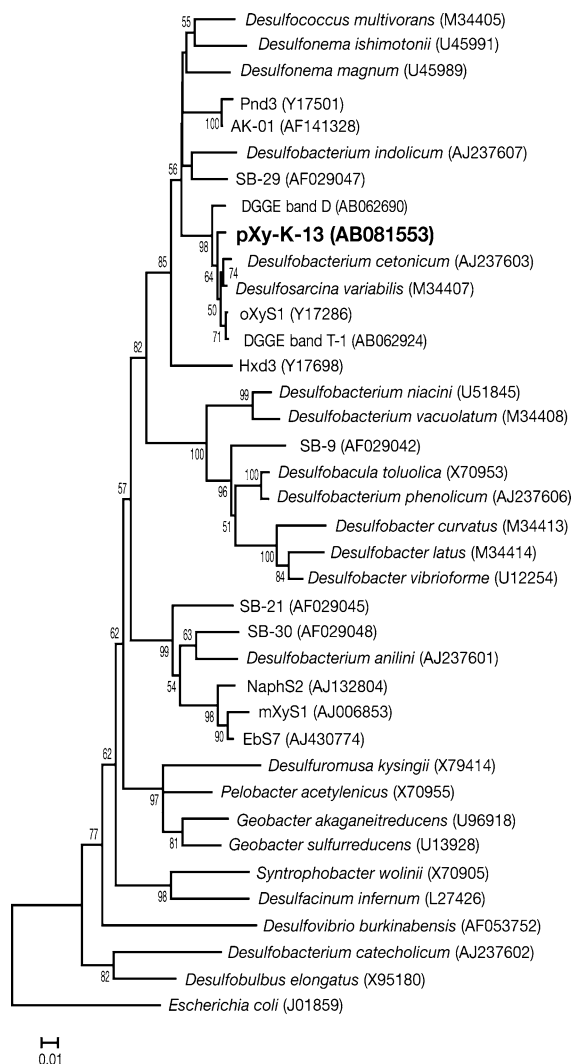 55
Desulfococcus multivorans (M34405)
Desulfonema ishimotonii (U45991)
Desulfonema magnum (U45989)
Pnd3 (Y17501)
100
AK-01 (AF141328)
Desulfobacterium indolicum (AJ237607)
56
SB-29 (AF029047)
DGGE band D (AB062690)
98
pXy-K-13 (AB081553)
85
64
74
Desulfobacterium cetonicum (AJ237603)
Desulfosarcina variabilis (M34407)
50
oXyS1 (Y17286)
71
DGGE band T-1 (AB062924)
82
Hxd3 (Y17698)
99
Desulfobacterium niacini (U51845)
Desulfobacterium vacuolatum (M34408)
100
SB-9 (AF029042)
100
Desulfobacula toluolica (X70953)
57
96
Desulfobacterium phenolicum (AJ237606)
51
Desulfobacter curvatus (M34413)
100
Desulfobacter latus (M34414)
84
Desulfobacter vibrioforme (U12254)
SB-21 (AF029045)
62
63
SB-30 (AF029048)
99
Desulfobacterium anilini (AJ237601)
54
NaphS2 (AJ132804)
98
mXyS1 (AJ006853)
90
EbS7 (AJ430774)
62
Desulfuromusa kysingii (X79414)
97
Pelobacter acetylenicus (X70955)
Geobacter akaganeitreducens (U96918)
77
81
Geobacter sulfurreducens (U13928)
Syntrophobacter wolinii (X70905)
98
Desulfacinum infernum (L27426)
Desulfovibrio burkinabensis (AF053752)
Desulfobacterium catecholicum (AJ237602)
82
Desulfobulbus elongatus (X95180)
Escherichia coli (J01859)
0.01